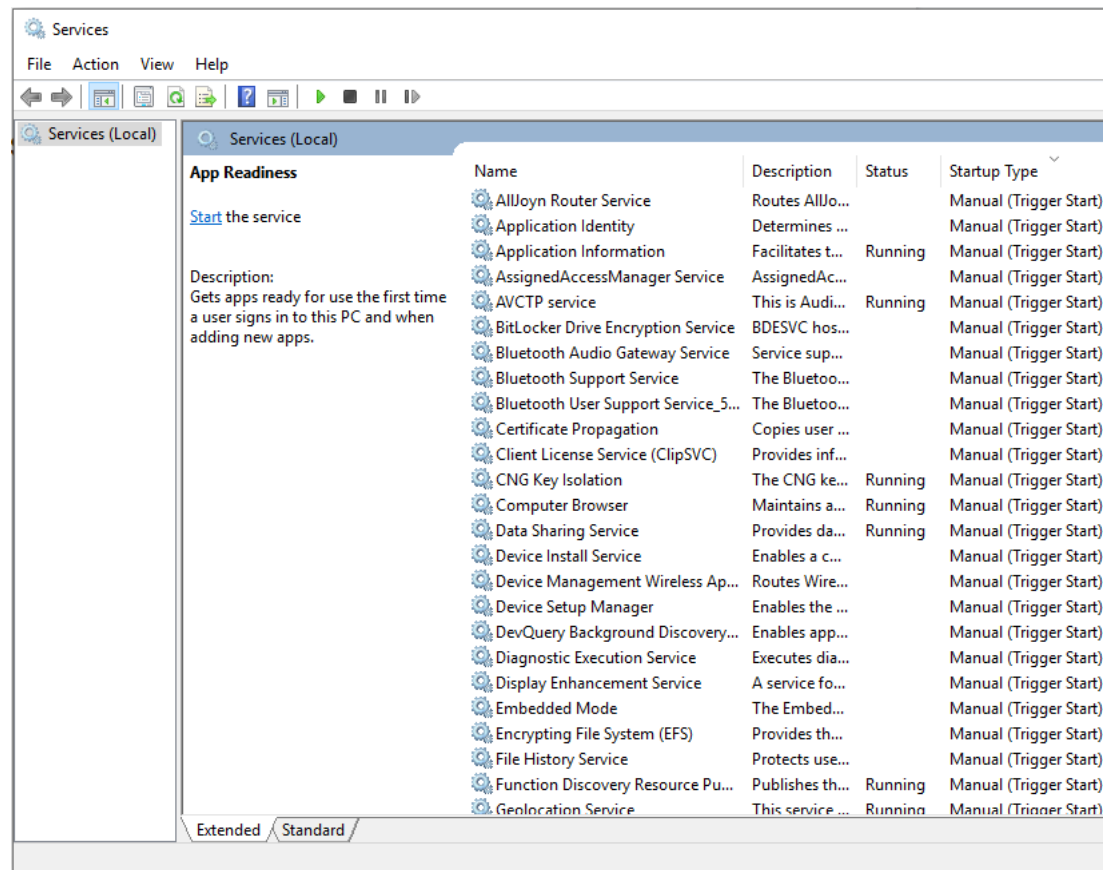 Services
File Action View Help
Services (Local)
Services (Local)
App Readiness
Start the service
Description:
Gets apps ready for use the first time
a user signs in to this PC and when
adding new apps.
Name Description Status Startup Type
AllJoyn Router Service Routes AllJo... Manual (Trigger Start)
Application Identity Determines ... Manual (Trigger Start)
Application Information Facilitates t... Running Manual (Trigger Start)
AssignedAccessManager Service AssignedAc... Manual (Trigger Start)
AVCTP service This is Audi... Running Manual (Trigger Start)
BitLocker Drive Encryption Service BDESVC hos... Manual (Trigger Start)
Bluetooth Audio Gateway Service Service sup... Manual (Trigger Start)
Bluetooth Support Service The Bluetoo... Manual (Trigger Start)
Bluetooth User Support Service_5... The Bluetoo... Manual (Trigger Start)
Certificate Propagation Copies user ... Manual (Trigger Start)
Client License Service (ClipSVC) Provides inf... Manual (Trigger Start)
CNG Key Isolation The CNG ke... Running Manual (Trigger Start)
Computer Browser Maintains a... Running Manual (Trigger Start)
Data Sharing Service Provides da... Running Manual (Trigger Start)
Device Install Service Enables a c... Manual (Trigger Start)
Device Management Wireless Ap... Routes Wire... Manual (Trigger Start)
Device Setup Manager Enables the ... Manual (Trigger Start)
DevQuery Background Discovery... Enables app... Manual (Trigger Start)
Diagnostic Execution Service Executes dia... Manual (Trigger Start)
Display Enhancement Service A service fo... Manual (Trigger Start)
Embedded Mode The Embed... Manual (Trigger Start)
Encrypting File System (EFS) Provides th... Manual (Trigger Start)
File History Service Protects use... Manual (Trigger Start)
Function Discovery Resource Pu... Publishes th... Running Manual (Trigger Start)
Geolocation Service This service ... Running Manual (Trigger Start)
Extended Standard